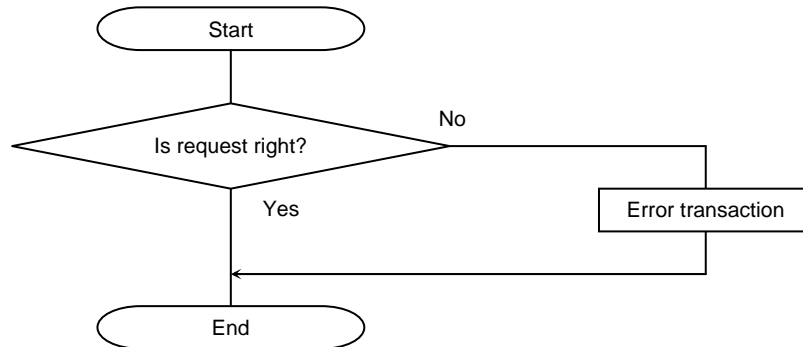 Start
Is request right?
No
Yes
Error transaction
End